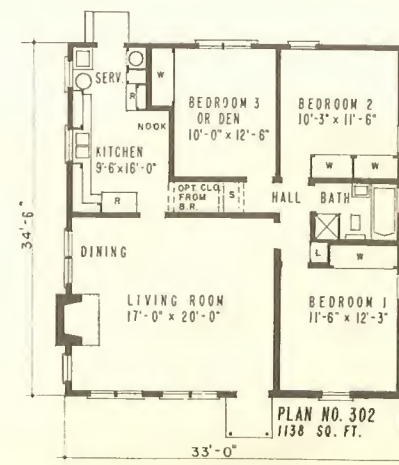 SERV.
W
R
BEDROOM 3
OR DEN
10'-0" × 12'-6"
BEDROOM 2
10'-3" × 11'-6"
NOOK
KITCHEN
9'-6"×16'-0"
W
W
R
OPT. CLO.
FROM
B.R.
S
HALL
BATH
34'-6"
DINING
L
W
LIVING ROOM
17'-0" × 20'-0"
BEDROOM 1
11'-6" × 12'-3"
PLAN NO. 302
1138 SQ. FT.
33'-0"